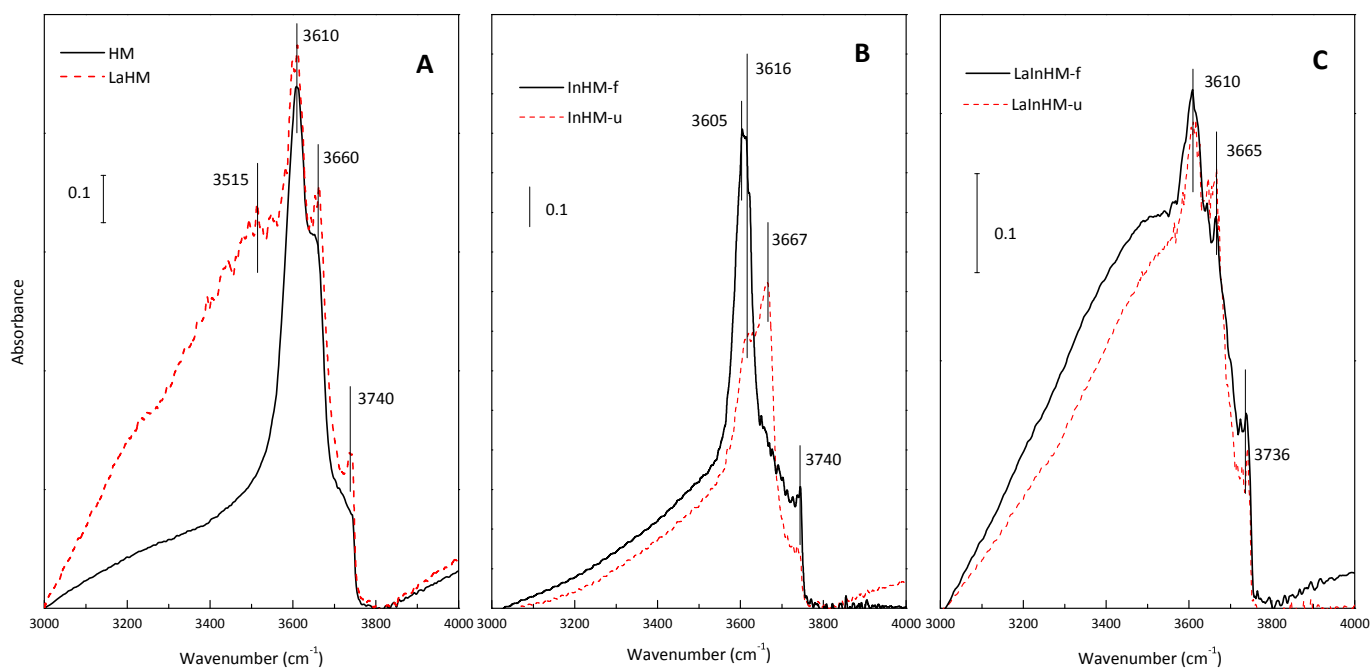 Absorbance
HM
LaHM
A
3610
3660
3515
0.1
3740
3000 3200 3400 3600 3800 4000
Wavenumber (cm-1)
InHM-f
InHM-u
B
3616
3605
0.1
3667
3740
3000 3200 3400 3600 3800 4000
Wavenumber (cm-1)
LaInHM-f
LaInHM-u
C
3610
3665
0.1
3736
3000 3200 3400 3600 3800 4000
Wavenumber (cm-1)